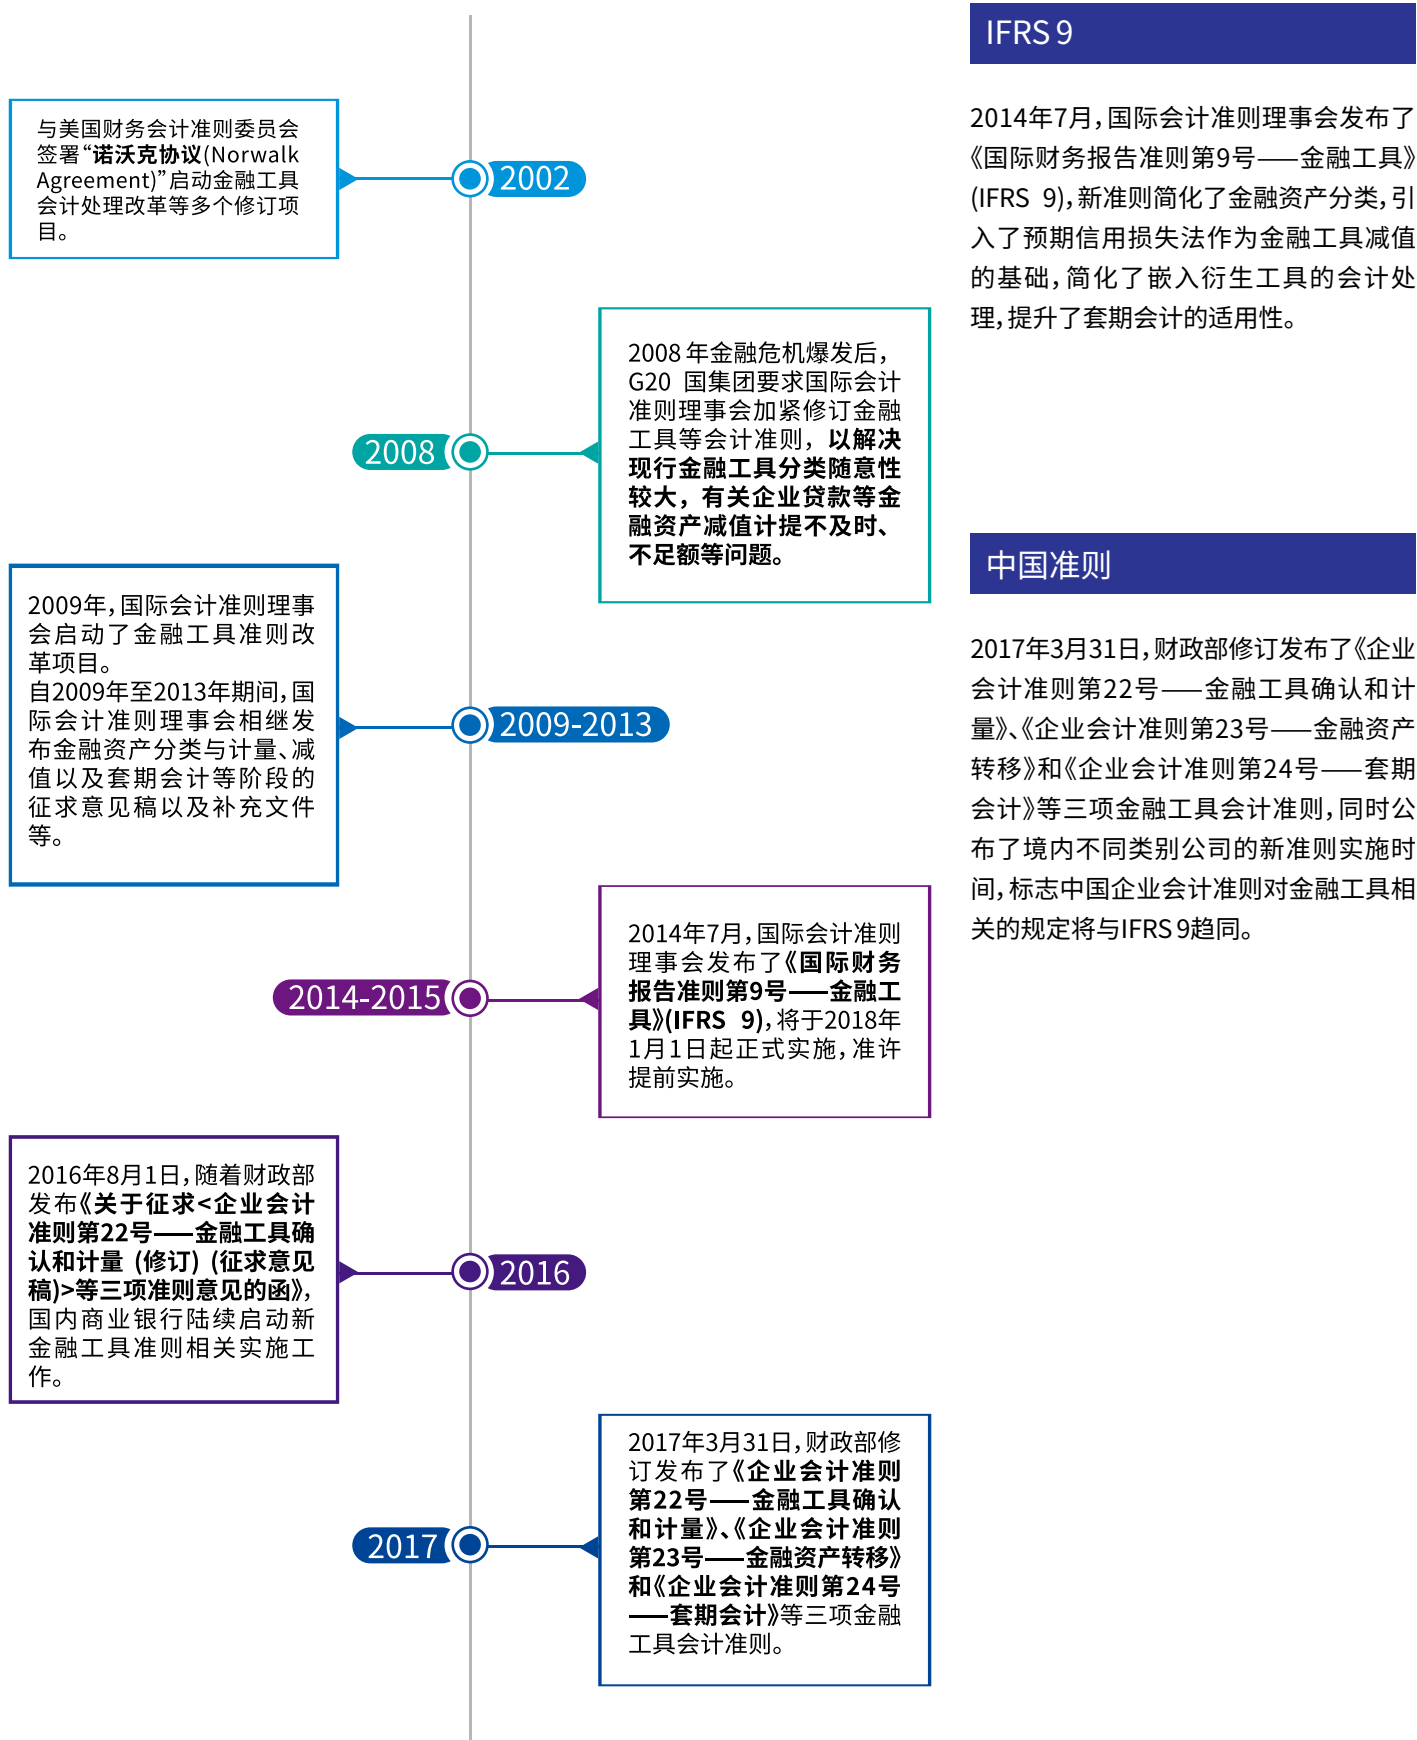 与美国财务会计准则委员会
签署“诺沃克协议(Norwalk
Agreement)”启动金融工具
会计处理改革等多个修订项
目。
2002
2008 年金融危机爆发后，
G20 国集团要求国际会计
准则理事会加紧修订金融
工具等会计准则，以解决
现行金融工具分类随意性
较大，有关企业贷款等金
融资产减值计提不及时、
不足额等问题。
2008
2009年，国际会计准则理事
会启动了金融工具准则改
革项目。
自2009年至2013年期间，国
际会计准则理事会相继发
布金融资产分类与计量、减
值以及套期会计等阶段的
征求意见稿以及补充文件
等。
2009-2013
2014年7月，国际会计准则
理事会发布了《国际财务
报告准则第9号——金融工
具》(IFRS 9)，将于2018年
1月1日起正式实施，准许
提前实施。
2014-2015
2016年8月1日，随着财政部
发布《关于征求<企业会计
准则第22号——金融工具确
认和计量 (修订) (征求意见
稿)>等三项准则意见的函》，
国内商业银行陆续启动新
金融工具准则相关实施工
作。
2016
2017年3月31日，财政部修
订发布了《企业会计准则
第22号——金融工具确认
和计量》、《企业会计准则
第23号——金融资产转移》
和《企业会计准则第24号
——套期会计》等三项金融
工具会计准则。
2017
IFRS 9
2014年7月，国际会计准则理事会发布了
《国际财务报告准则第9号——金融工具》
(IFRS 9)，新准则简化了金融资产分类，引
入了预期信用损失法作为金融工具减值
的基础，简化了嵌入衍生工具的会计处
理，提升了套期会计的适用性。
中国准则
2017年3月31日，财政部修订发布了《企业
会计准则第22号——金融工具确认和计
量》、《企业会计准则第23号——金融资产
转移》和《企业会计准则第24号——套期
会计》等三项金融工具会计准则，同时公
布了境内不同类别公司的新准则实施时
间，标志中国企业会计准则对金融工具相
关的规定将与IFRS 9趋同。